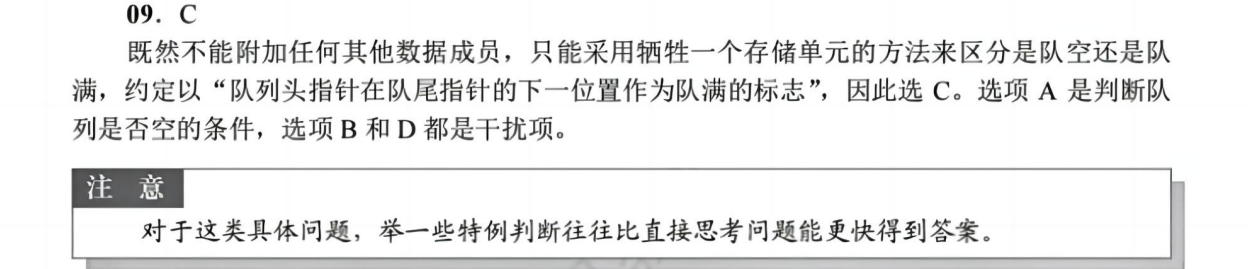 09. C
既然不能附加任何其他数据成员，只能采用牺牲一个存储单元的方法来区分是队空还是队
满，约定以“队列头指针在队尾指针的下一位置作为队满的标志”，因此选 C。选项 A 是判断队
列是否空的条件，选项 B 和 D 都是干扰项。
注 意
对于这类具体问题，举一些特例判断往往比直接思考问题能更快得到答案。